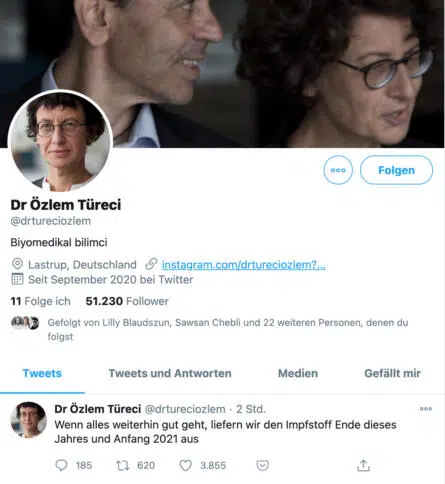 Folgen
Dr Özlem Türeci
@drtureciozlem
Biyomedikal bilimci
Lastrup, Deutschland instagram.com/drtureciozlem?...
Seit September 2020 bei Twitter
11 Folge ich 51.230 Follower
Gefolgt von Lilly Blaudszun, Sawsan Chebli und 22 weiteren Personen, denen du
folgst
Tweets Tweets und Antworten Medien Gefällt mir
Dr Özlem Türeci @drtureciozlem · 2 Std.
Wenn alles weiterhin gut geht, liefern wir den Impfstoff Ende dieses
Jahres und Anfang 2021 aus
185 620 3.855